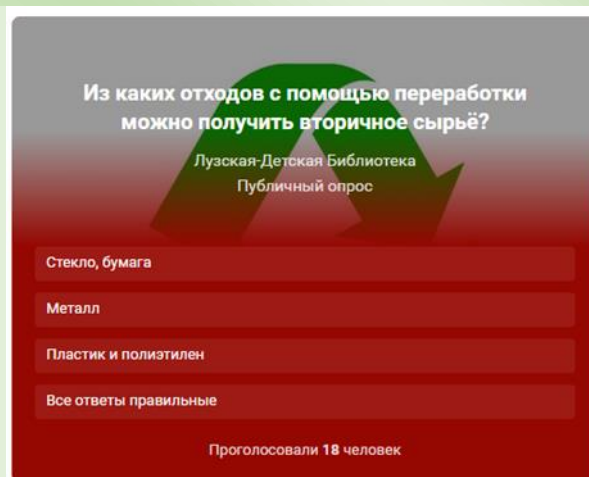 Из каких отходов с помощью переработки
можно получить вторичное сырьё?
Лузская-Детская Библиотека
Публичный опрос
Стекло, бумага
Металл
Пластик и полиэтилен
Все ответы правильные
Проголосовали 18 человек